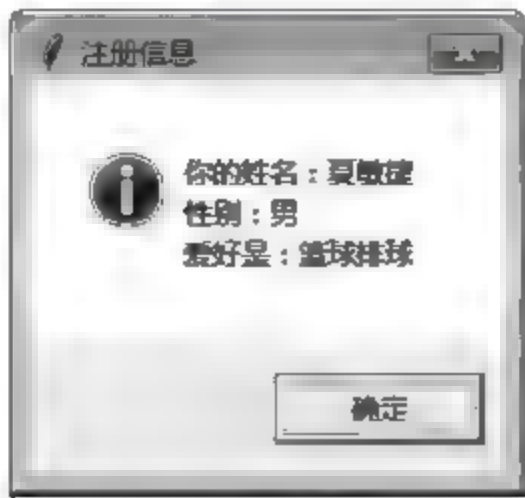 注册信息
你的姓名：夏敏捷
性别：男
爱好是：篮球排球
确定